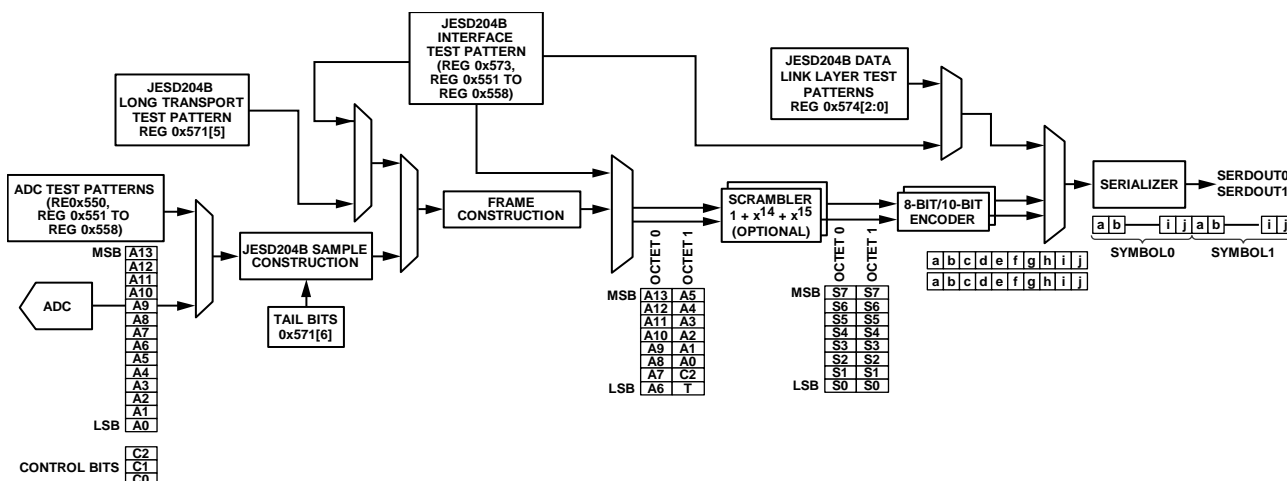 JESD204B
INTERFACE
TEST PATTERN
(REG 0x573,
REG 0x551 TO
REG 0x558)
JESD204B
LONG TRANSPORT
TEST PATTERN
REG 0x571[5]
JESD204B DATA
LINK LAYER TEST
PATTERNS
REG 0x574[2:0]
ADC TEST PATTERNS
(RE0x550,
REG 0x551 TO
REG 0x558)
ADC
MSB A13
A12
A11
A10
A9
A8
A7
A6
A5
A4
A3
A2
A1
LSB A0
CONTROL BITS
C2
C1
C0
JESD204B SAMPLE
CONSTRUCTION
TAIL BITS
0x571[6]
FRAME
CONSTRUCTION
OCTET 0
OCTET 1
MSB A13 A5
A12 A4
A11 A3
A10 A2
A9 A1
A8 A0
A7 C2
LSB A6 T
SCRAMBLER
1 + x14 + x15
(OPTIONAL)
OCTET 0
OCTET 1
MSB S7 S7
S6 S6
S5 S5
S4 S4
S3 S3
S2 S2
S1 S1
LSB S0 S0
8-BIT/10-BIT
ENCODER
a b c d e f g h i j
a b c d e f g h i j
SERIALIZER
SERDOUT0
SERDOUT1
a b i j a b i j
SYMBOL0 SYMBOL1